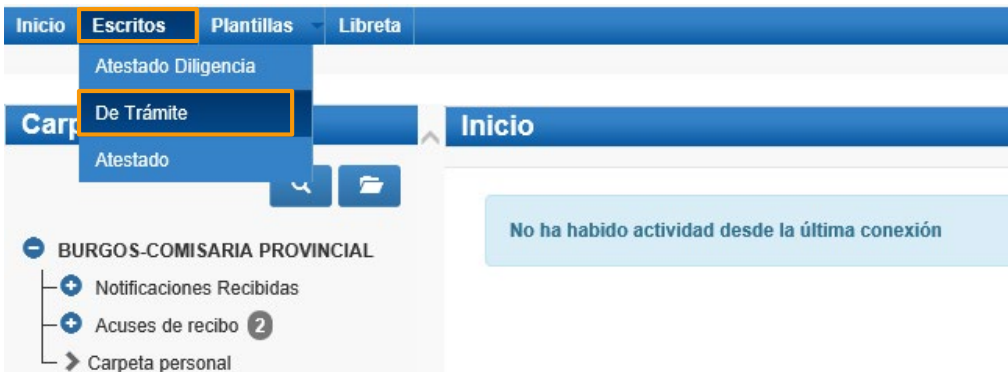 Inicio Escritos Plantillas Libreta
Atestado Diligencia
De Trámite
Atestado
Inicio
No ha habido actividad desde la última conexión
BURGOS-COMISARIA PROVINCIAL
Notificaciones Recibidas
Acuses de recibo 2
Carpeta personal